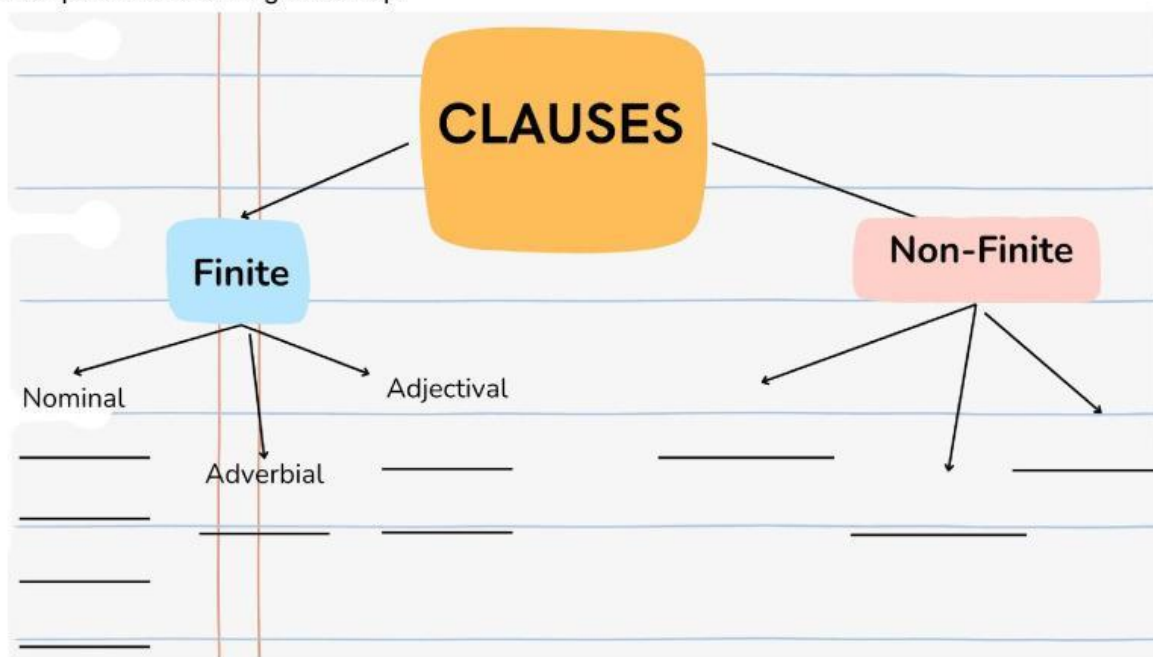 CLAUSES
Finite
Non-Finite
Nominal
Adverbial
Adjectival